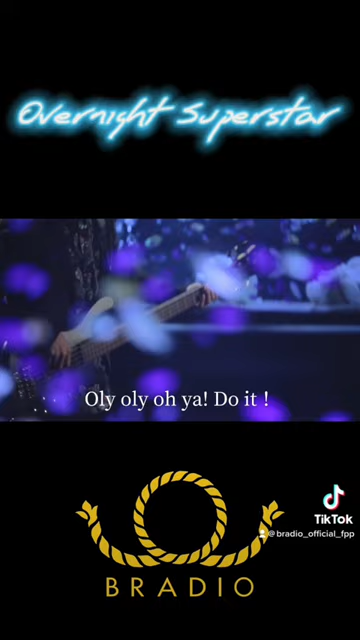 Overnight Superstar
Oly oly oh ya! Do it !
TikTok
@bradio_official_fpp
BRADIO